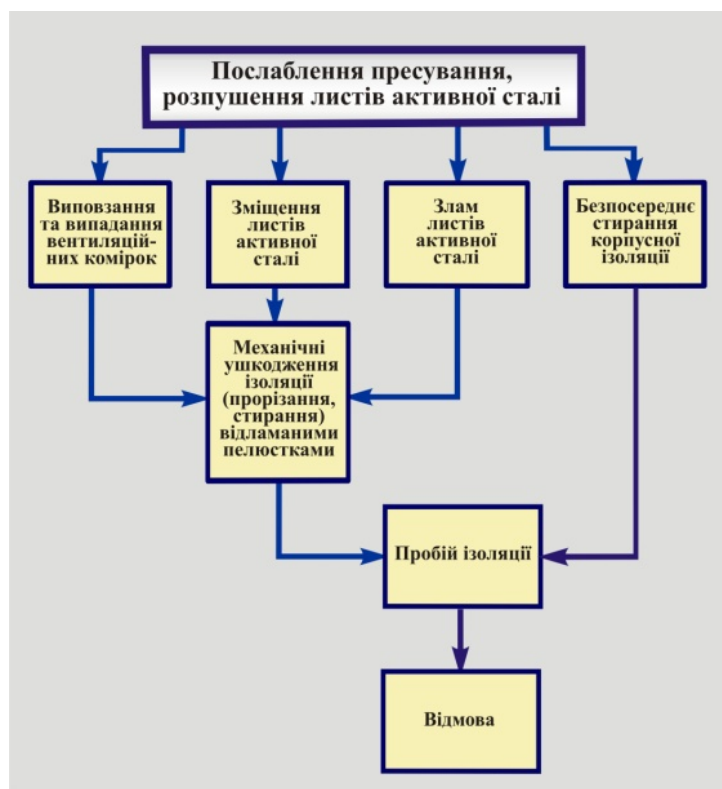 Послаблення пресування,
розпушення листів активної сталі
Виповзання
та випадання
вентиляцій-
них комірок
Зміщення
листів
активної
сталі
Злам
листів
активної
сталі
Безпосереднє
стирання
корпусної
ізоляції
Механічні
ушкодження
ізоляції
(прорізання,
стирання)
відламаними
пелюстками
Пробій ізоляції
Відмова